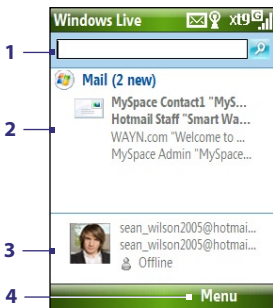 Windows Live xt9 G
1
Mail (2 new)
MySpace Contact1 "MyS...
2
Hotmail Staff "Smart Wa...
WAYN.com "Welcome to ...
MySpace Admin "MySpace...
sean_wilson2005@hotmai...
3
sean_wilson2005@hotmai...
Offline
4
Menu